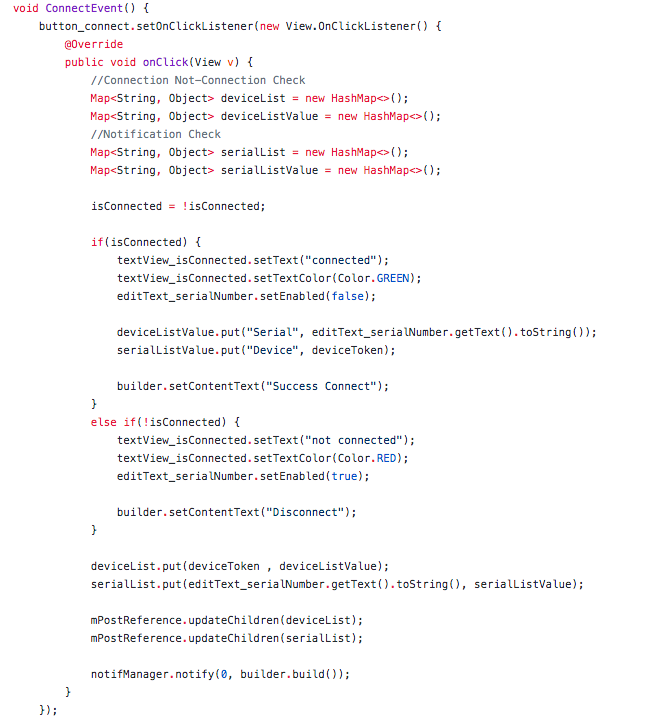 void ConnectEvent() {
    button_connect.setOnClickListener(new View.OnClickListener() {
        @Override
        public void onClick(View v) {
            //Connection Not-Connection Check
            Map<String, Object> deviceList = new HashMap<>();
            Map<String, Object> deviceListValue = new HashMap<>();
            //Notification Check
            Map<String, Object> serialList = new HashMap<>();
            Map<String, Object> serialListValue = new HashMap<>();

            isConnected = !isConnected;

            if(isConnected) {
                textView_isConnected.setText("connected");
                textView_isConnected.setTextColor(Color.GREEN);
                editText_serialNumber.setEnabled(false);

                deviceListValue.put("Serial", editText_serialNumber.getText().toString());
                serialListValue.put("Device", deviceToken);

                builder.setContentText("Success Connect");
            }
            else if(!isConnected) {
                textView_isConnected.setText("not connected");
                textView_isConnected.setTextColor(Color.RED);
                editText_serialNumber.setEnabled(true);

                builder.setContentText("Disconnect");
            }

            deviceList.put(deviceToken , deviceListValue);
            serialList.put(editText_serialNumber.getText().toString(), serialListValue);

            mPostReference.updateChildren(deviceList);
            mPostReference.updateChildren(serialList);

            notifManager.notify(0, builder.build());
        }
    });